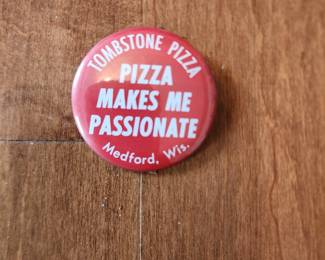 TOMBSTONE PIZZA
PIZZA
MAKES ME
PASSIONATE
Medford, Wis.